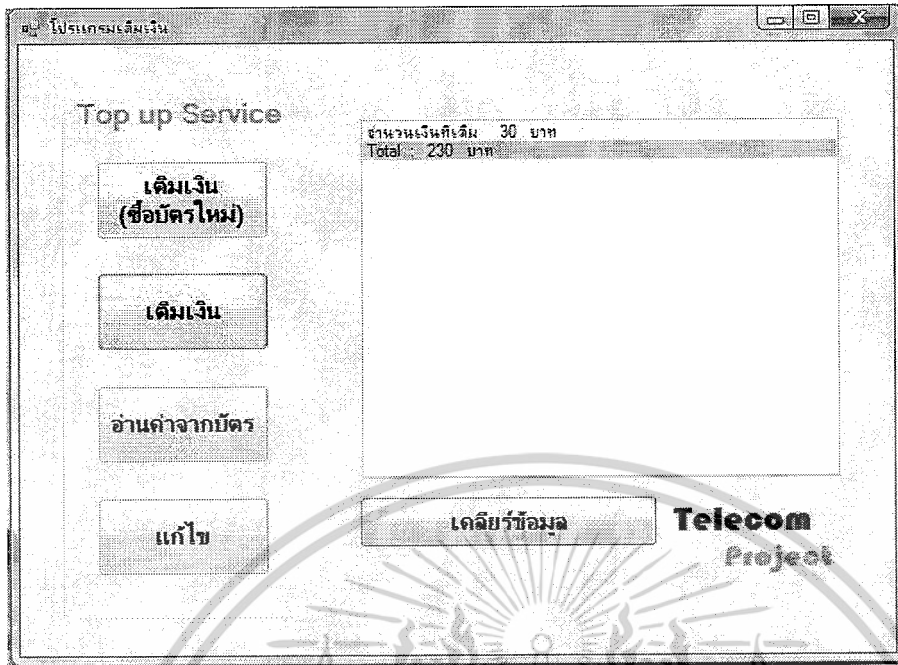 โปรแกรมเติมเงิน
Top up Service
เติมเงิน
(ซื้อบัตรใหม่)
เติมเงิน
อ่านค่าจากบัตร
แก้ไข
จำนวนเงินที่เติม 30 บาท
Total : 230 บาท
เคลียร์ข้อมูล
Telecom
Project